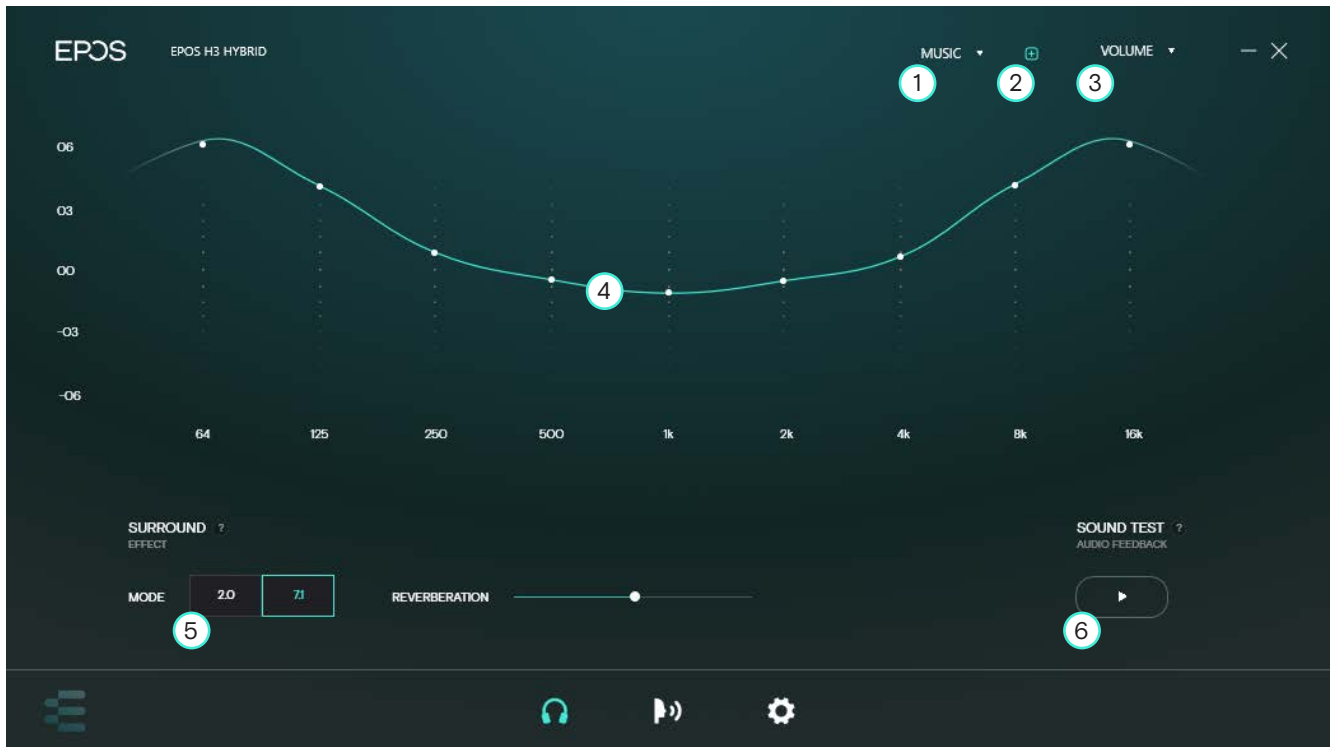 EPOS
EPOS H3 HYBRID
MUSIC
VOLUME
1
2
3
06
03
00
-03
-06
4
64 125 250 500 1k 2k 4k 8k 16k
SURROUND ?
EFFECT
MODE 2.0 7.1 REVERBERATION
5
SOUND TEST ?
AUDIO FEEDBACK
6